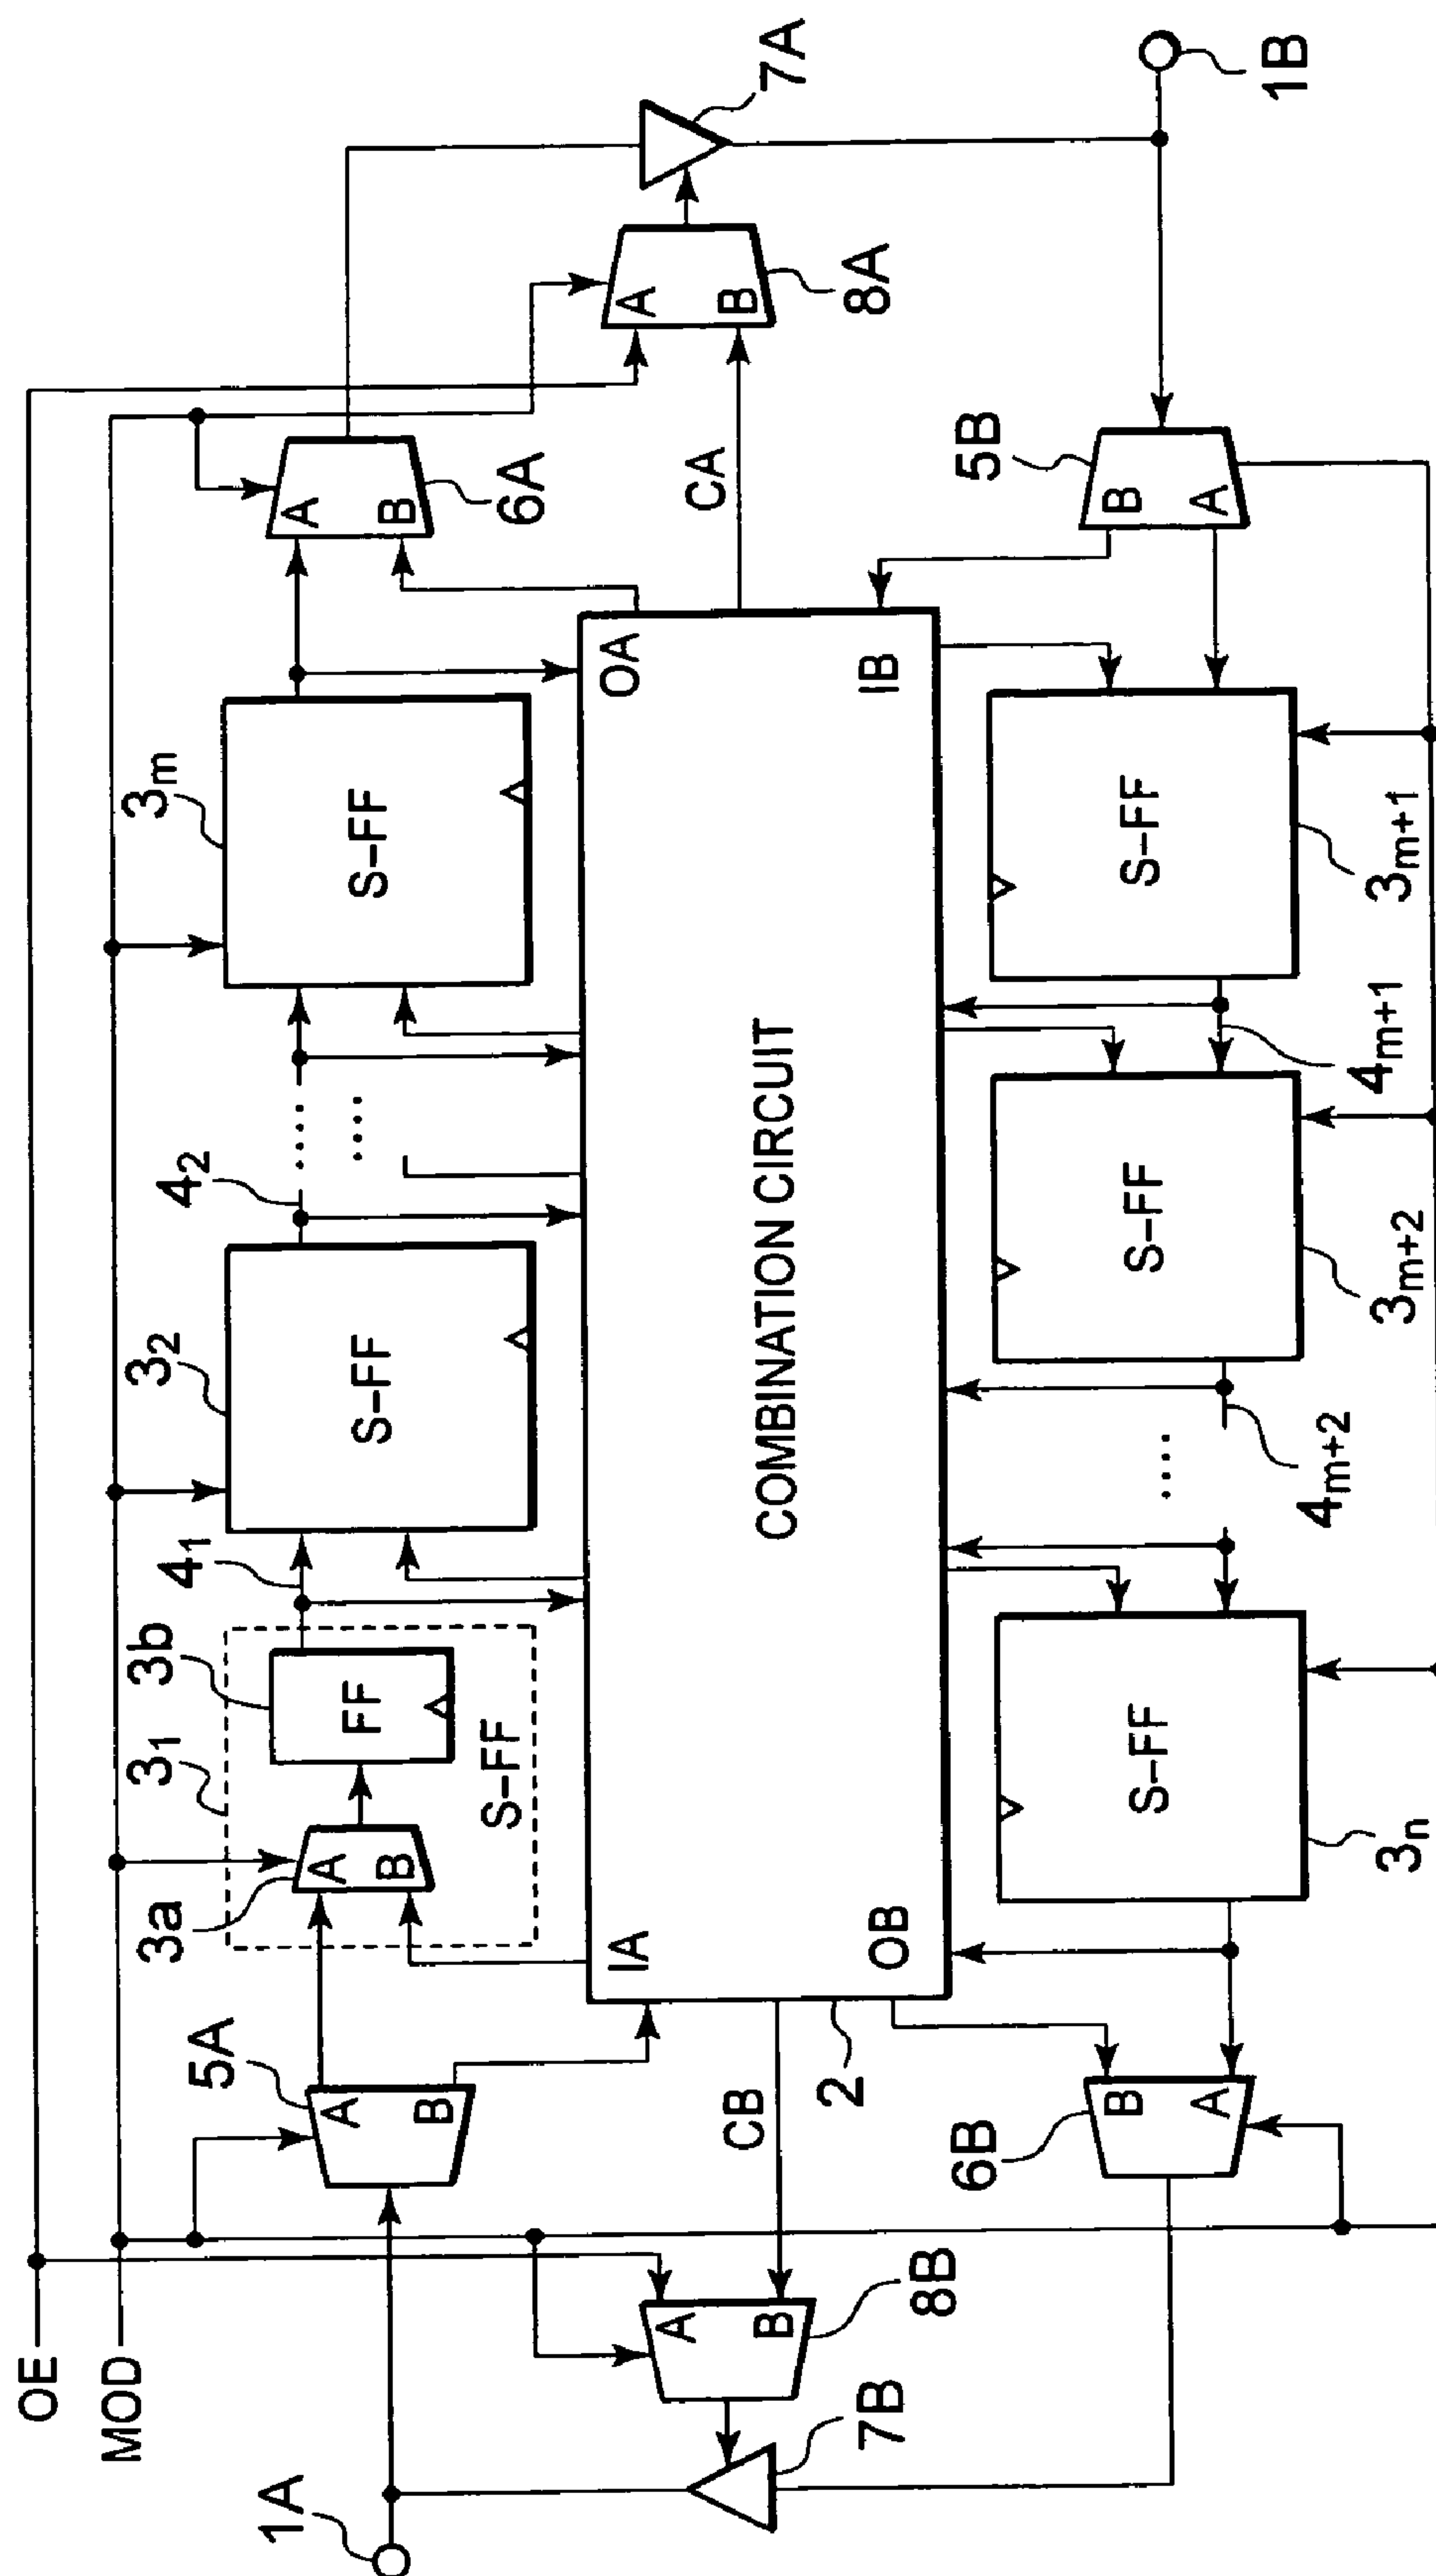 OE
MOD
1A
5A
A
B
3a
A
B
3₁
3b
FF
S-FF
4₁
3₂
S-FF
4₂
3ₘ
S-FF
6A
A
B
7A
8A
A
B
CA
1B
8B
A
B
7B
CB
2
IA
OA
COMBINATION CIRCUIT
OB
IB
6B
B
A
3ₙ
S-FF
4ₘ₊₂
3ₘ₊₂
S-FF
4ₘ₊₁
3ₘ₊₁
S-FF
5B
B
A